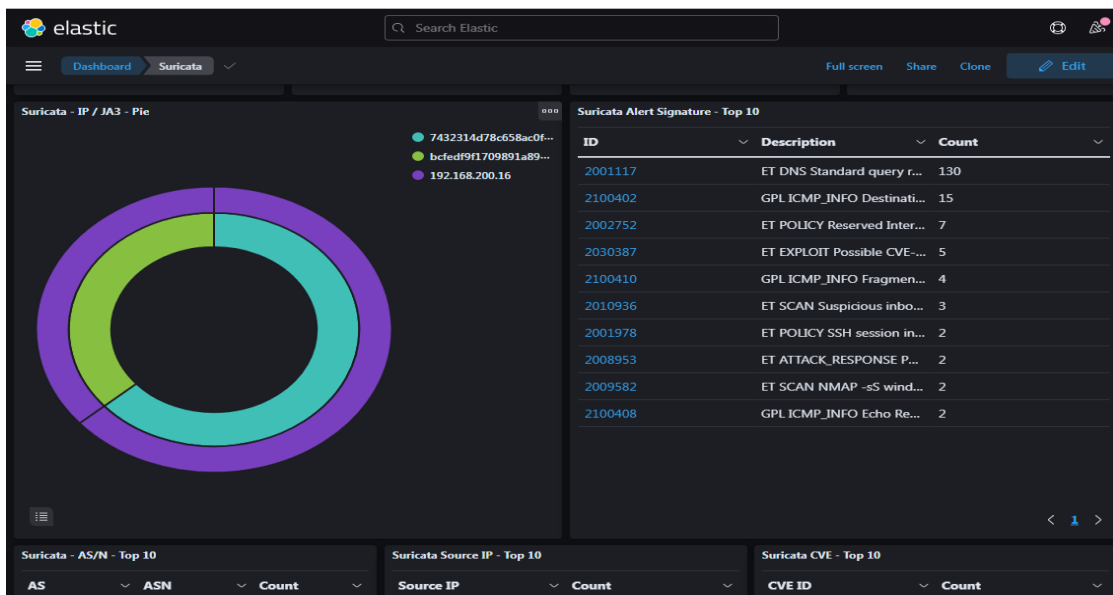 elastic
Search Elastic
Dashboard
Suricata
Full screen
Share
Clone
Edit
Suricata - IP / JA3 - Pie
7432314d78c658ac0f...
bcfedf9f1709891a89...
192.168.200.16
Suricata Alert Signature - Top 10
ID Description Count
2001117 ET DNS Standard query r... 130
2100402 GPL ICMP_INFO Destinati... 15
2002752 ET POLICY Reserved Inter... 7
2030387 ET EXPLOIT Possible CVE-... 5
2100410 GPL ICMP_INFO Fragmen... 4
2010936 ET SCAN Suspicious inbo... 3
2001978 ET POLICY SSH session in... 2
2008953 ET ATTACK_RESPONSE P... 2
2009582 ET SCAN NMAP -sS wind... 2
2100408 GPL ICMP_INFO Echo Re... 2
1
Suricata - AS/N - Top 10
AS ASN Count
Suricata Source IP - Top 10
Source IP Count
Suricata CVE - Top 10
CVE ID Count